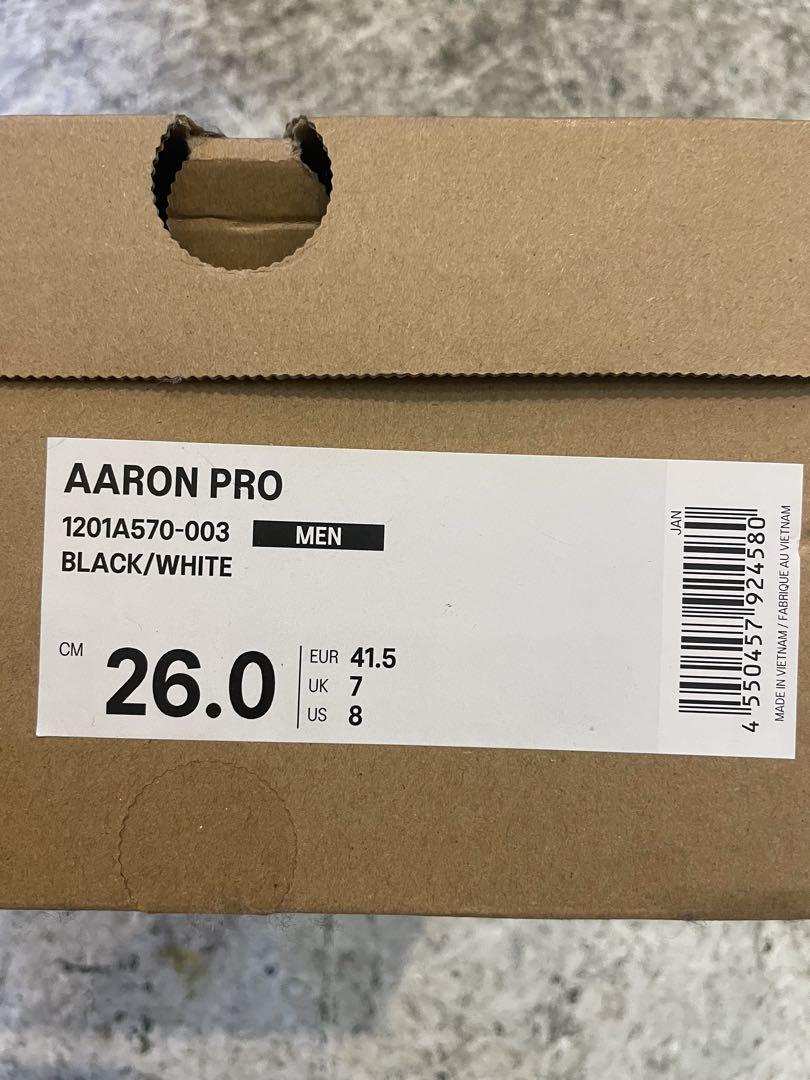 AARON PRO
1201A570-003 MEN
BLACK/WHITE
CM 26.0
EUR 41.5
UK 7
US 8
JAN
4 550457 924580
MADE IN VIETNAM / FABRIQUE AU VIETNAM